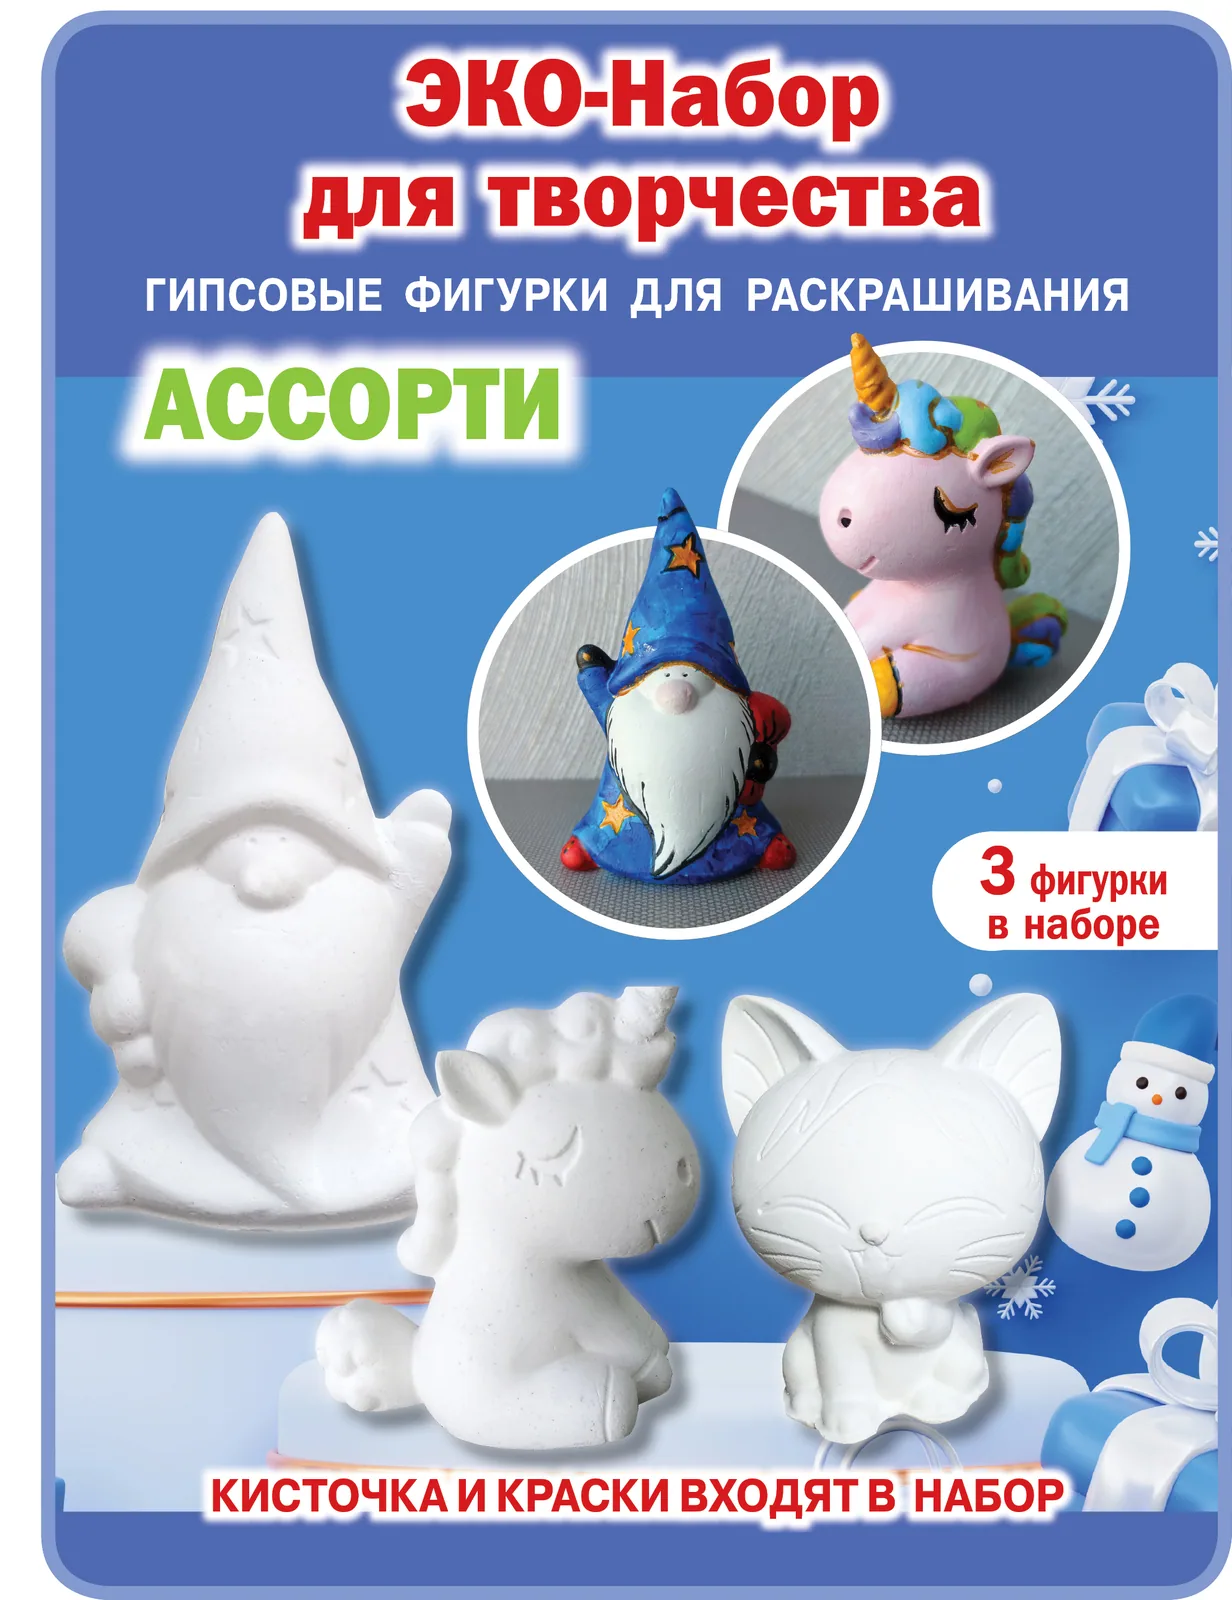 ЭКО-Набор
для творчества
ГИПСОВЫЕ ФИГУРКИ ДЛЯ РАСКРАШИВАНИЯ
АССОРТИ
3 фигурки
в наборе
КИСТОЧКА И КРАСКИ ВХОДЯТ В НАБОР